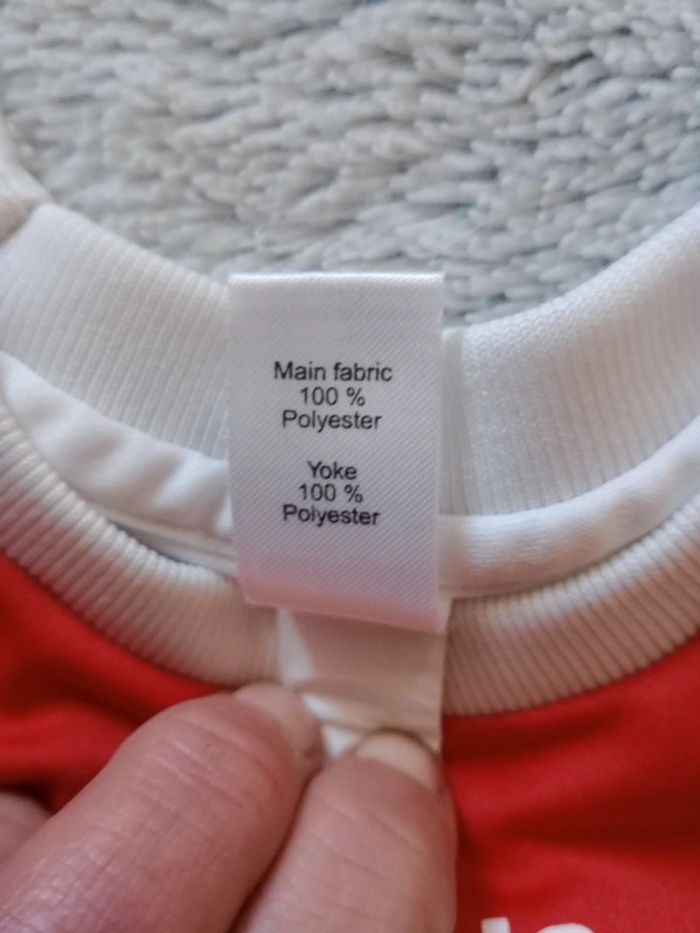 Main fabric
100 %
Polyester
Yoke
100 %
Polyester